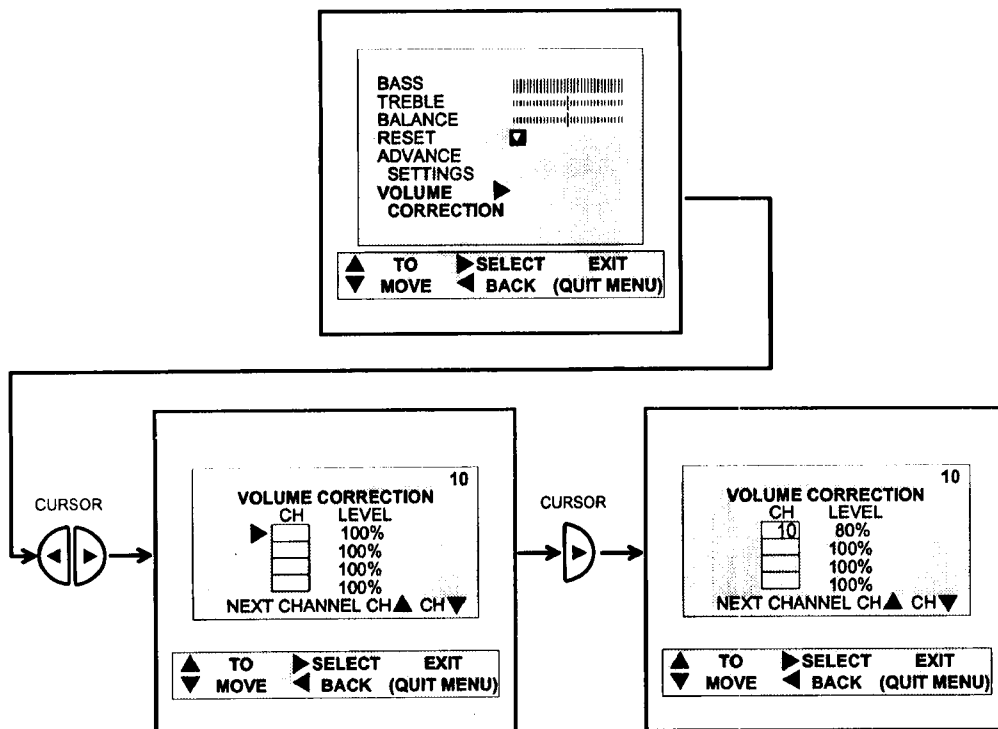 BASS
TREBLE
BALANCE
RESET
ADVANCE
SETTINGS
VOLUME
CORRECTION
TO SELECT EXIT
MOVE BACK (QUIT MENU)
CURSOR
10
VOLUME CORRECTION
CH LEVEL
100%
100%
100%
100%
NEXT CHANNEL CH CH
TO SELECT EXIT
MOVE BACK (QUIT MENU)
CURSOR
10
VOLUME CORRECTION
CH LEVEL
10 80%
100%
100%
100%
NEXT CHANNEL CH CH
TO SELECT EXIT
MOVE BACK (QUIT MENU)